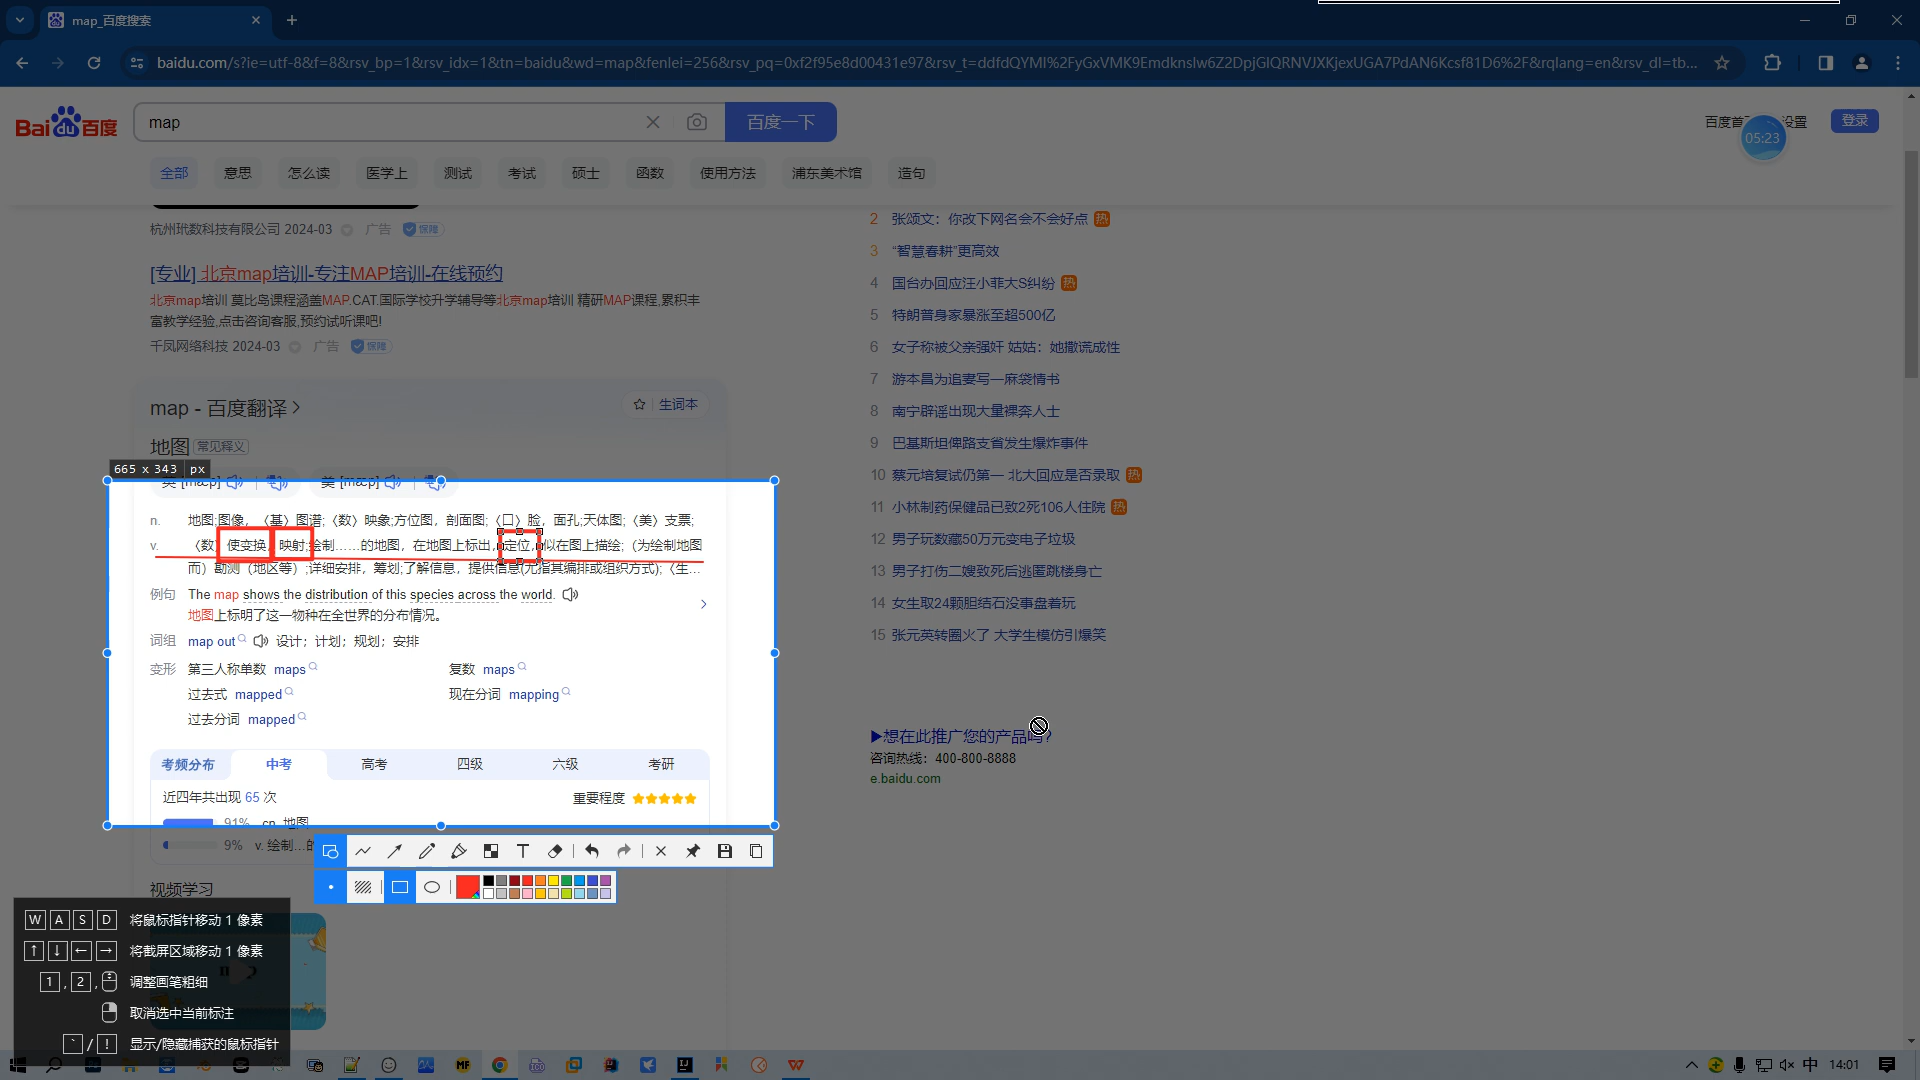 map_百度搜索
baidu.com/s?ie=utf-8&f=8&rsv_bp=1&rsv_idx=1&tn=baidu&wd=map&fenlei=256&rsv_pq=0xf2f95e8d00431e97&rsv_t=ddfdQYMl%2FyGxVMK9Emdknslw6Z2DpjGlQRNVJXKjexUGA7PdAN6Kcsf81D6%2F&rqlang=en&rsv_dl=tb...
Bai du 百度
map
百度一下
百度首 设置
05:23
登录
全部 意思 怎么读 医学上 测试 考试 硕士 函数 使用方法 浦东美术馆 造句
杭州玳数科技有限公司 2024-03 广告 保障
[专业] 北京map培训-专注MAP培训-在线预约
北京map培训 莫比鸟课程涵盖MAP.CAT.国际学校升学辅导等北京map培训 精研MAP课程,累积丰
富教学经验,点击咨询客服,预约试听课吧!
千凤网络科技 2024-03 广告 保障
map - 百度翻译
生词本
地图 常见释义
665 x 343 px
英 [mæp] 美 [mæp]
n. 地图;图像，〈基〉图谱;〈数〉映象;方位图，剖面图;〈口〉脸，面孔;天体图;〈美〉支票;
v. 〈数 使变换 映射;绘制……的地图，在地图上标出, 定位, 似在图上描绘;（为绘制地图
而）勘测（地区等）;详细安排，筹划;了解信息，提供信息(尤指其编排或组织方式);〈生…
例句 The map shows the distribution of this species across the world.
地图上标明了这一物种在全世界的分布情况。
词组 map out 设计；计划；规划；安排
变形 第三人称单数 maps 复数 maps
过去式 mapped 现在分词 mapping
过去分词 mapped
考频分布 中考 高考 四级 六级 考研
近四年共出现 65 次 重要程度
91% cn. 地图
9% v. 绘制...的
视频学习
2 张颂文：你改下网名会不会好点 热
3 “智慧春耕”更高效
4 国台办回应汪小菲大S纠纷 热
5 特朗普身家暴涨至超500亿
6 女子称被父亲强奸 姑姑：她撒谎成性
7 游本昌为追妻写一麻袋情书
8 南宁辟谣出现大量裸奔人士
9 巴基斯坦俾路支省发生爆炸事件
10 蔡元培复试仍第一 北大回应是否录取 热
11 小林制药保健品已致2死106人住院 热
12 男子玩数藏50万元变电子垃圾
13 男子打伤二嫂致死后逃匿跳楼身亡
14 女生取24颗胆结石没事盘着玩
15 张元英转圈火了 大学生模仿引爆笑
▶想在此推广您的产品吗?
咨询热线：400-800-8888
e.baidu.com
T
W A S D 将鼠标指针移动 1 像素
↑ ↓ ← → 将截屏区域移动 1 像素
1 , 2 , 调整画笔粗细
取消选中当前标注
` / ! 显示/隐藏捕获的鼠标指针
MF
IJ
中
14:01